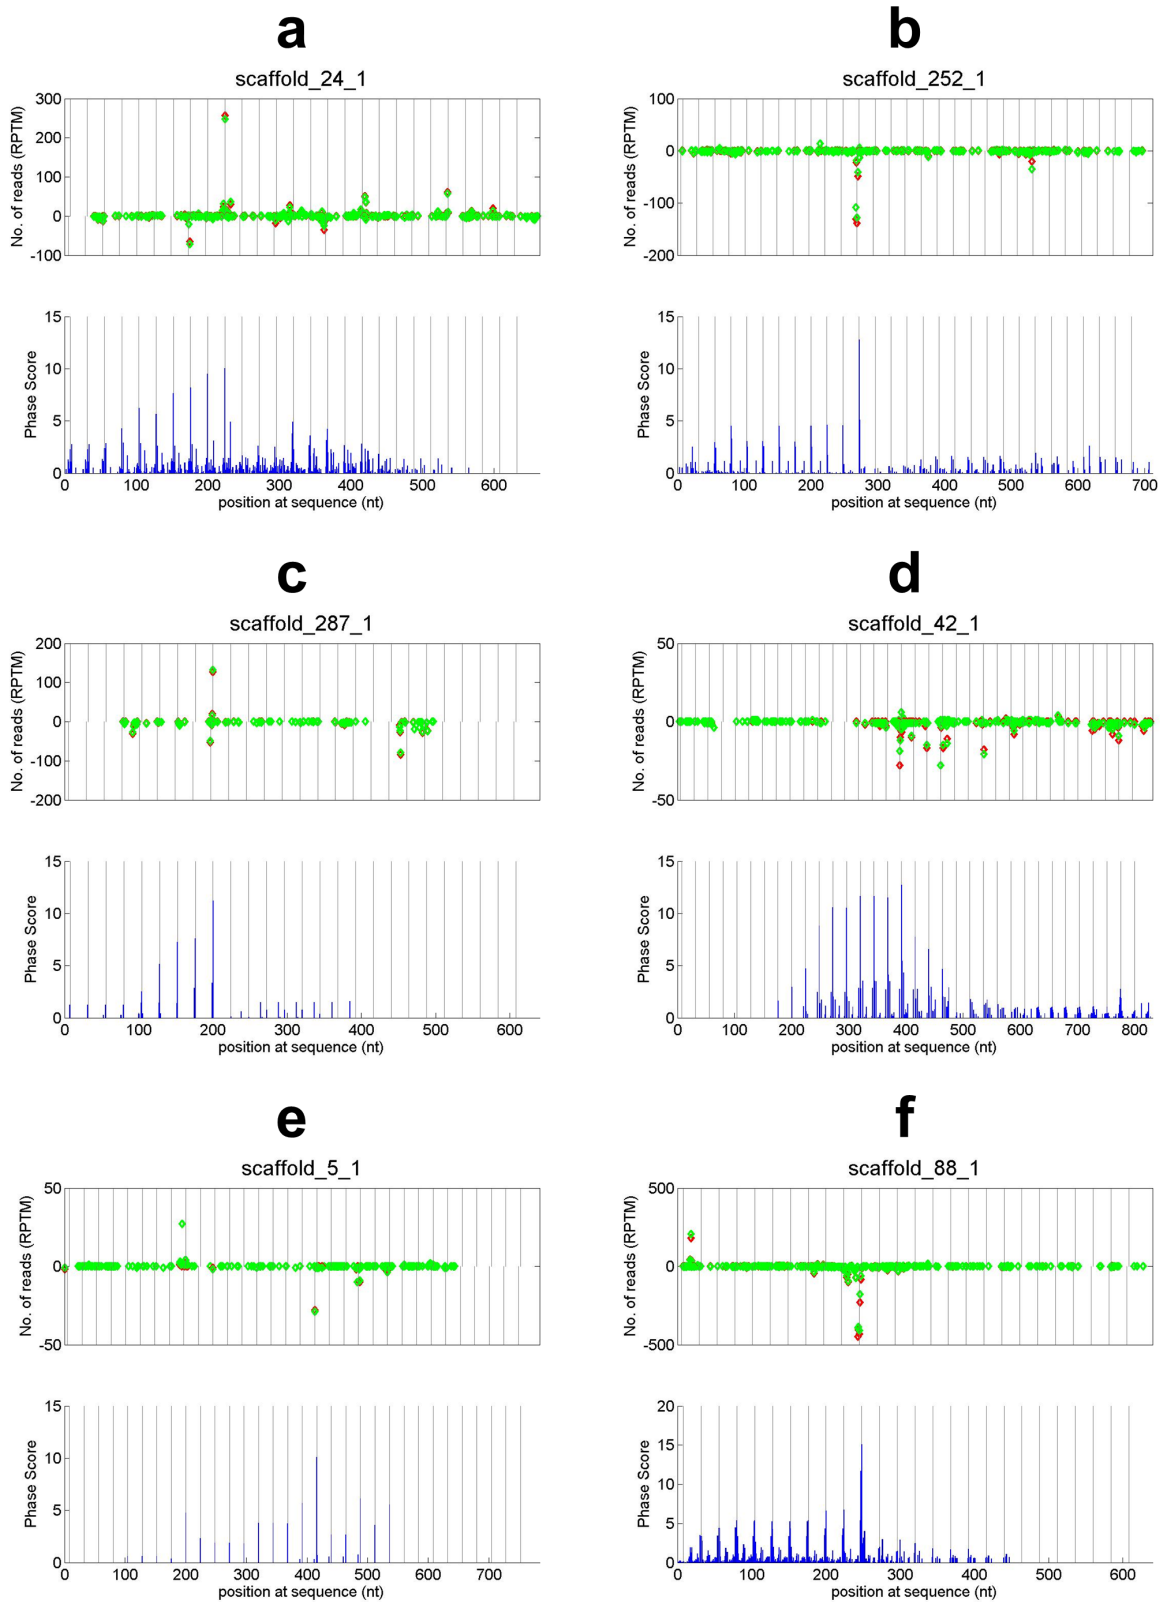 a
scaffold_24_1
No. of reads (RPTM)
300
200
100
0
-100
Phase Score
15
10
5
0
0 100 200 300 400 500 600
position at sequence (nt)
b
scaffold_252_1
No. of reads (RPTM)
100
0
-100
-200
Phase Score
15
10
5
0
0 100 200 300 400 500 600 700
position at sequence (nt)
c
scaffold_287_1
No. of reads (RPTM)
200
100
0
-100
-200
Phase Score
15
10
5
0
0 100 200 300 400 500 600
position at sequence (nt)
d
scaffold_42_1
No. of reads (RPTM)
50
0
-50
Phase Score
15
10
5
0
0 100 200 300 400 500 600 700 800
position at sequence (nt)
e
scaffold_5_1
No. of reads (RPTM)
50
0
-50
Phase Score
15
10
5
0
0 100 200 300 400 500 600 700
position at sequence (nt)
f
scaffold_88_1
No. of reads (RPTM)
500
0
-500
Phase Score
20
15
10
5
0
0 100 200 300 400 500 600
position at sequence (nt)